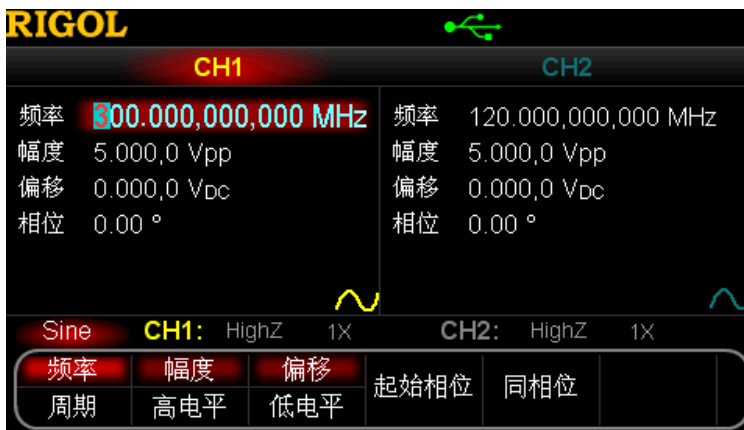 RIGOL
CH1 CH2
频率 300.000,000,000 MHz 频率 120.000,000,000 MHz
幅度 5.000,0 Vpp 幅度 5.000,0 Vpp
偏移 0.000,0 VDC 偏移 0.000,0 VDC
相位 0.00 ° 相位 0.00 °
Sine CH1: HighZ 1X CH2: HighZ 1X
频率 幅度 偏移 起始相位 同相位
周期 高电平 低电平